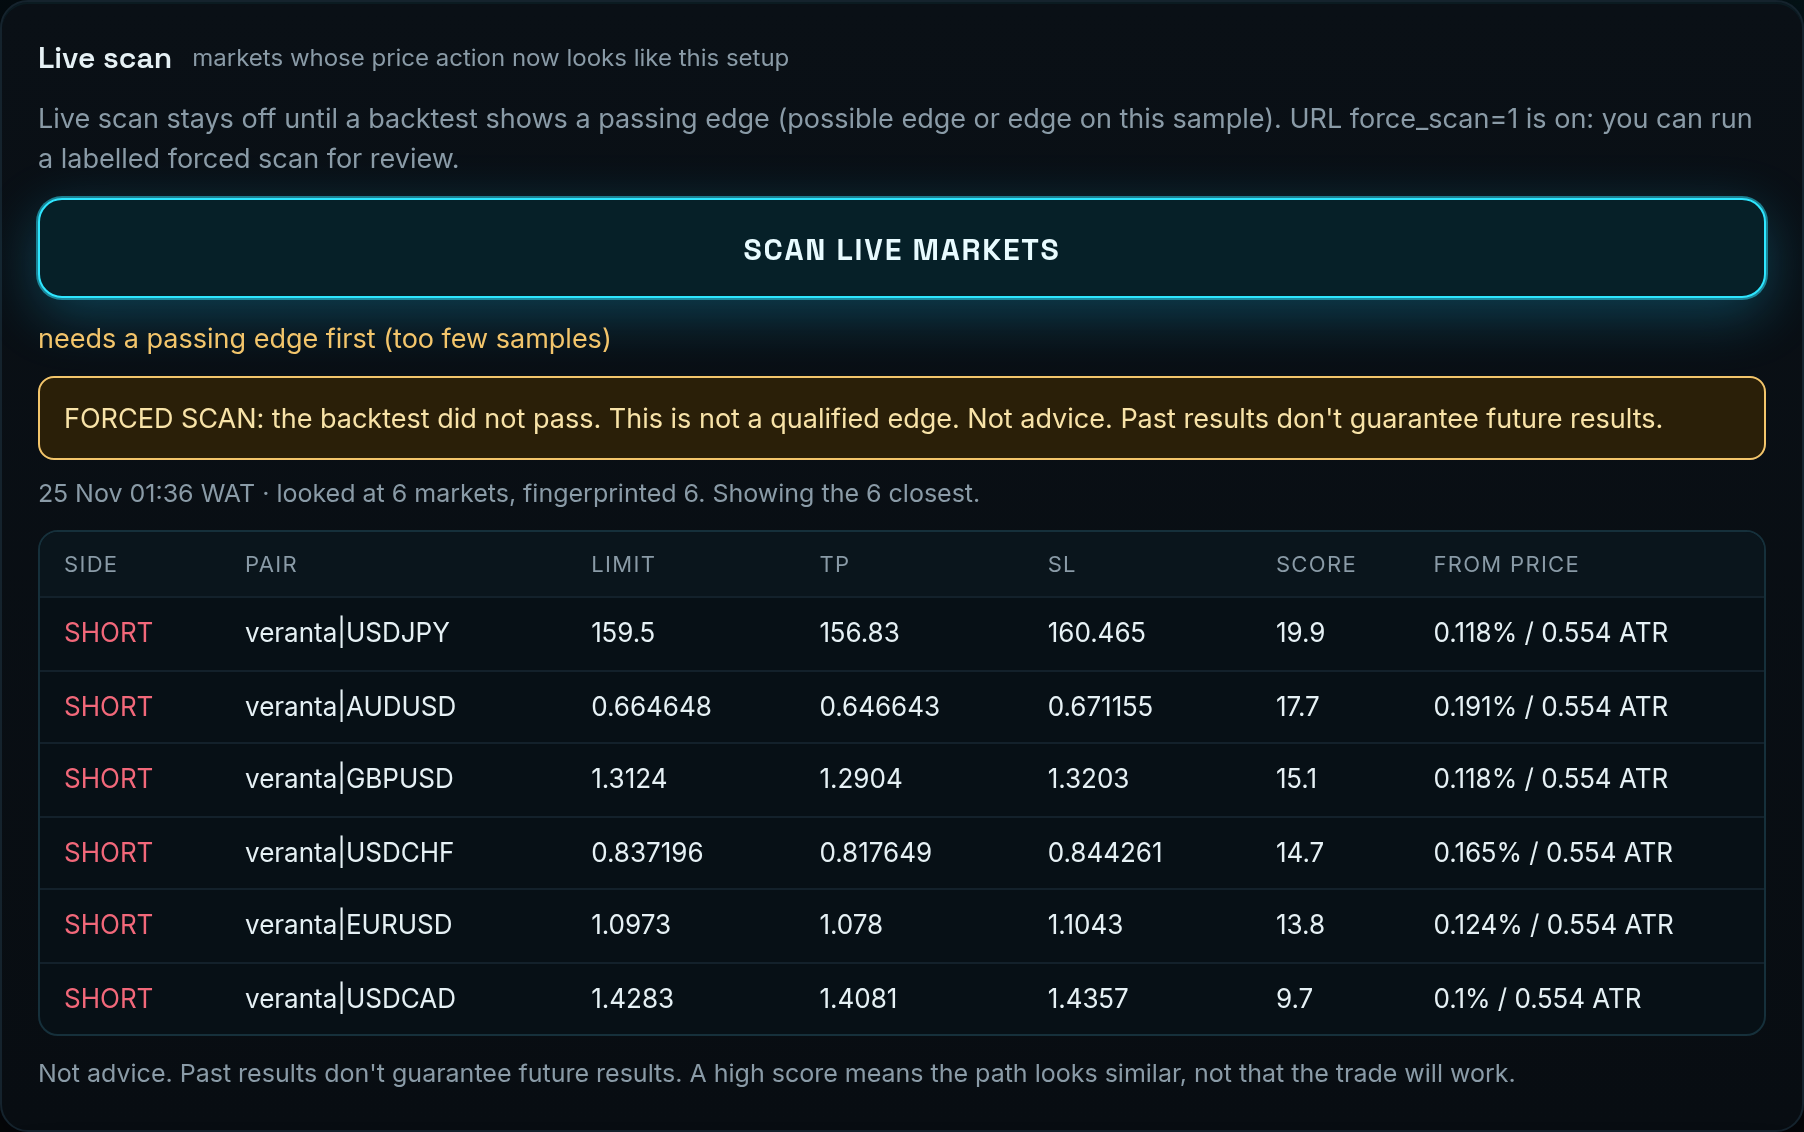 Live scan markets whose price action now looks like this setup
Live scan stays off until a backtest shows a passing edge (possible edge or edge on this sample). URL force_scan=1 is on: you can run
a labelled forced scan for review.
SCAN LIVE MARKETS
needs a passing edge first (too few samples)
FORCED SCAN: the backtest did not pass. This is not a qualified edge. Not advice. Past results don't guarantee future results.
25 Nov 01:36 WAT · looked at 6 markets, fingerprinted 6. Showing the 6 closest.
SIDE PAIR LIMIT TP SL SCORE FROM PRICE
SHORT veranta|USDJPY 159.5 156.83 160.465 19.9 0.118% / 0.554 ATR
SHORT veranta|AUDUSD 0.664648 0.646643 0.671155 17.7 0.191% / 0.554 ATR
SHORT veranta|GBPUSD 1.3124 1.2904 1.3203 15.1 0.118% / 0.554 ATR
SHORT veranta|USDCHF 0.837196 0.817649 0.844261 14.7 0.165% / 0.554 ATR
SHORT veranta|EURUSD 1.0973 1.078 1.1043 13.8 0.124% / 0.554 ATR
SHORT veranta|USDCAD 1.4283 1.4081 1.4357 9.7 0.1% / 0.554 ATR
Not advice. Past results don't guarantee future results. A high score means the path looks similar, not that the trade will work.